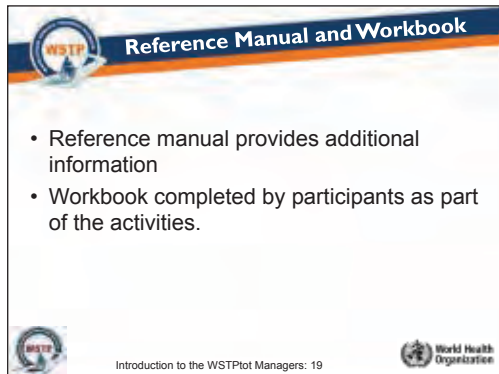 WSTP
Reference Manual and Workbook
• Reference manual provides additional
information
• Workbook completed by participants as part
of the activities.
WSTP
Introduction to the WSTPtot Managers: 19
World Health
Organization